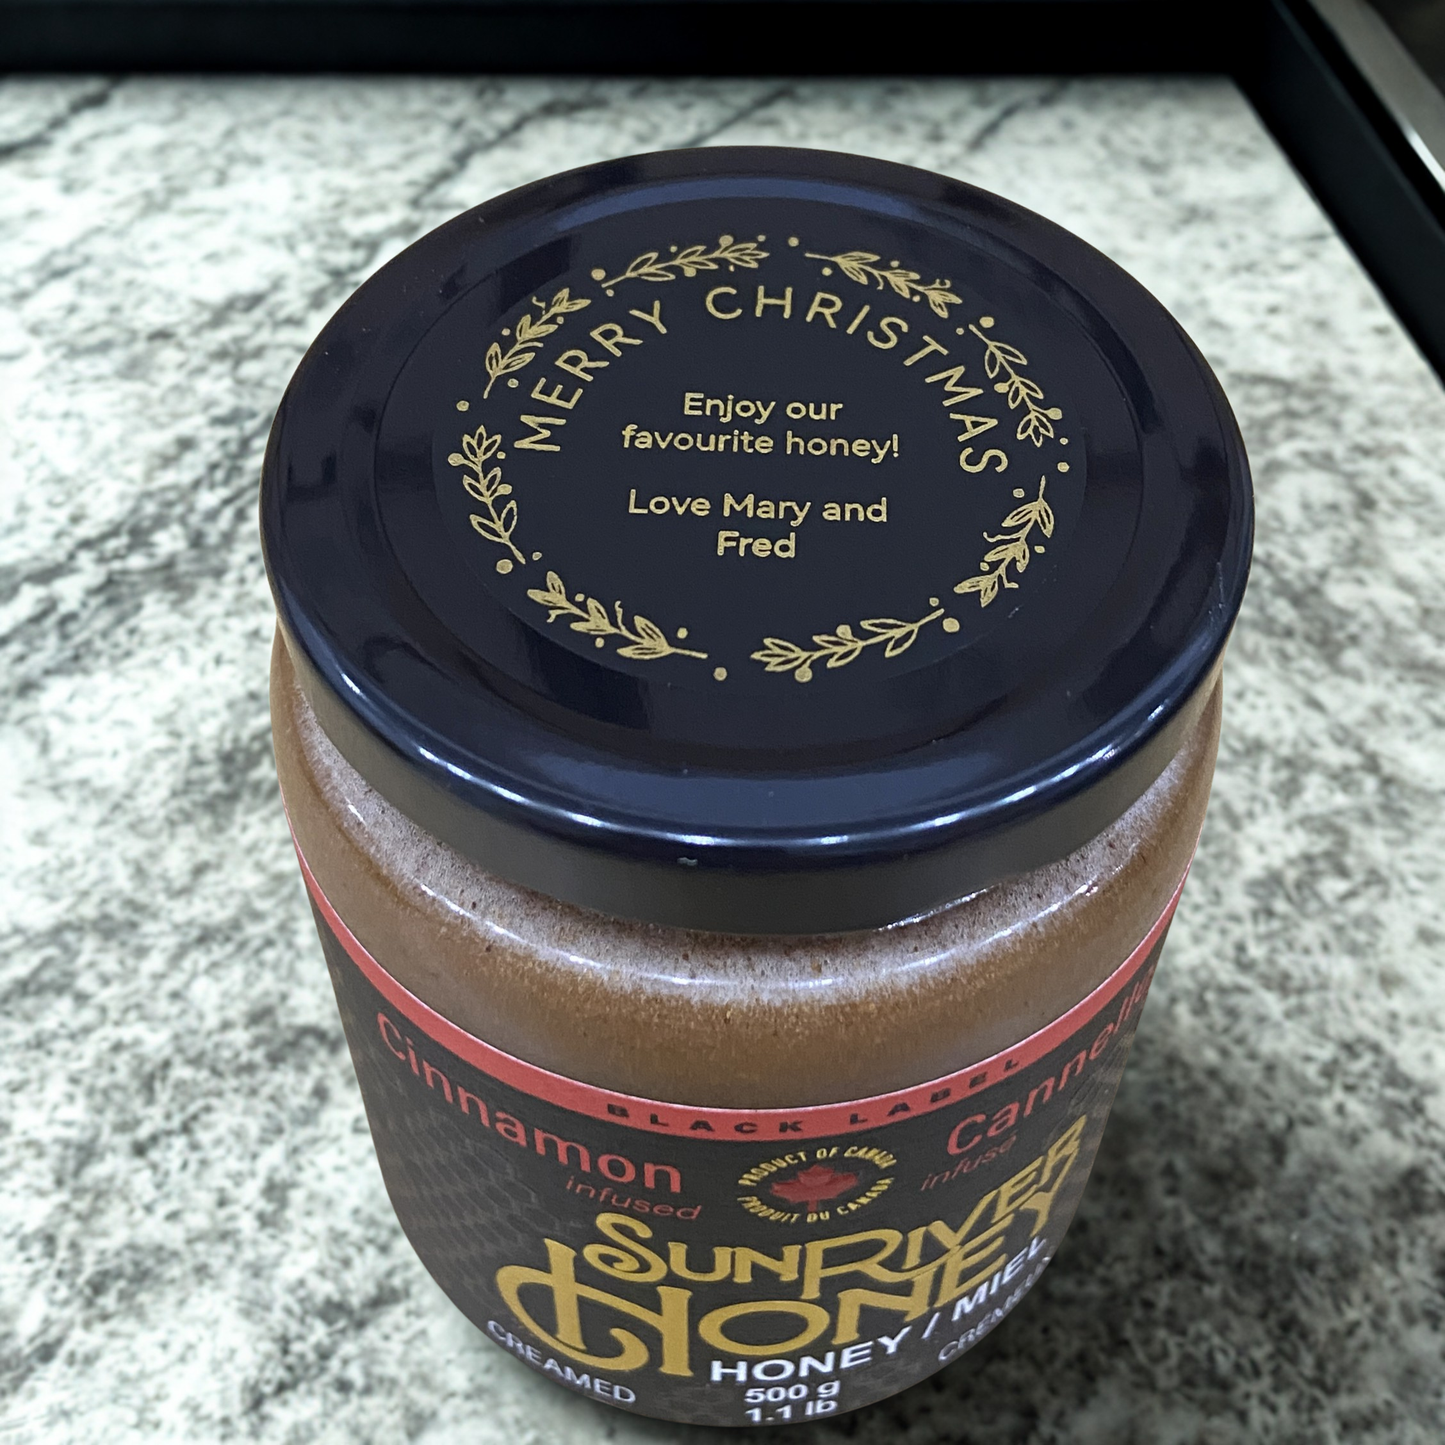 MERRY CHRISTMAS
Enjoy our
favourite honey!
Love Mary and
Fred
BLACK LABEL
Cinnamon
infused
PRODUCT OF CANADA
PRODUIT DU CANADA
SUNRIVER
HONEY
HONEY / MIEL
CREAMED
500 g
1.1 lb